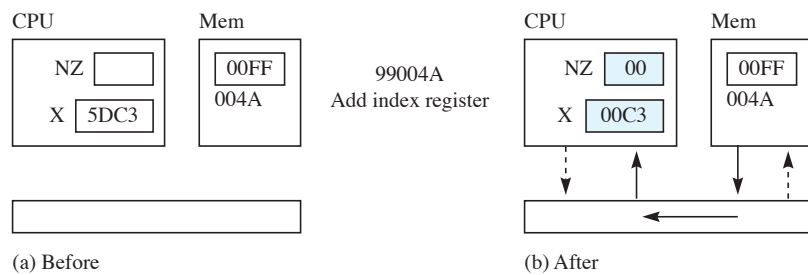 CPU
Mem
NZ
00FF
004A
X 5DC3
(a) Before
99004A
Add index register
CPU
Mem
NZ 00
00FF
004A
X 00C3
(b) After